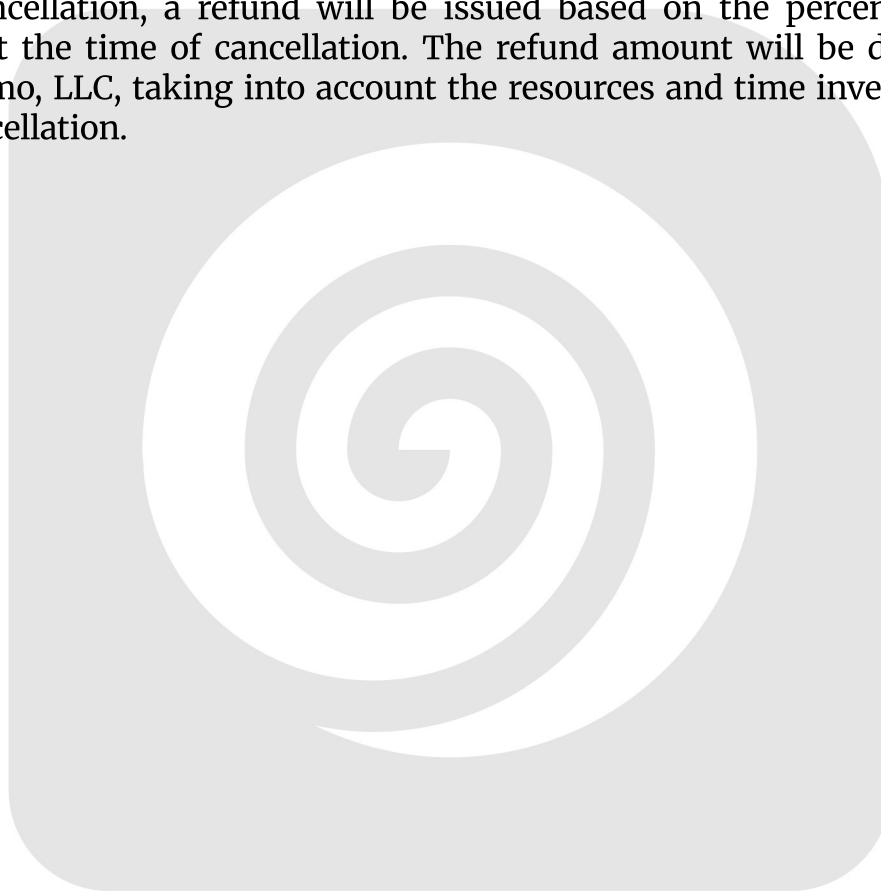 ncellation, a refund will be issued based on the percen
t the time of cancellation. The refund amount will be d
mo, LLC, taking into account the resources and time inve
cellation.